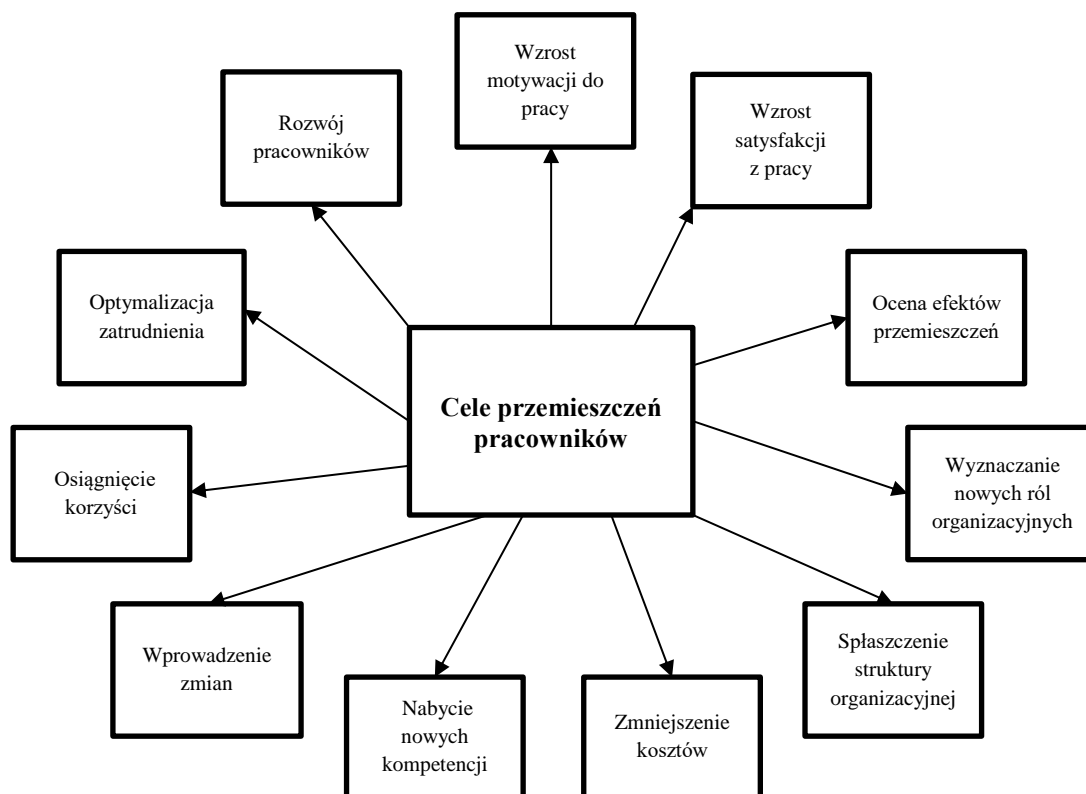 Wzrost
motywacji do
pracy
Wzrost
satysfakcji
z pracy
Rozwój
pracowników
Optymalizacja
zatrudnienia
Ocena efektów
przemieszczeń
Cele przemieszczeń
pracowników
Osiągnięcie
korzyści
Wyznaczanie
nowych ról
organizacyjnych
Wprowadzenie
zmian
Nabycie
nowych
kompetencji
Zmniejszenie
kosztów
Spłaszczenie
struktury
organizacyjnej